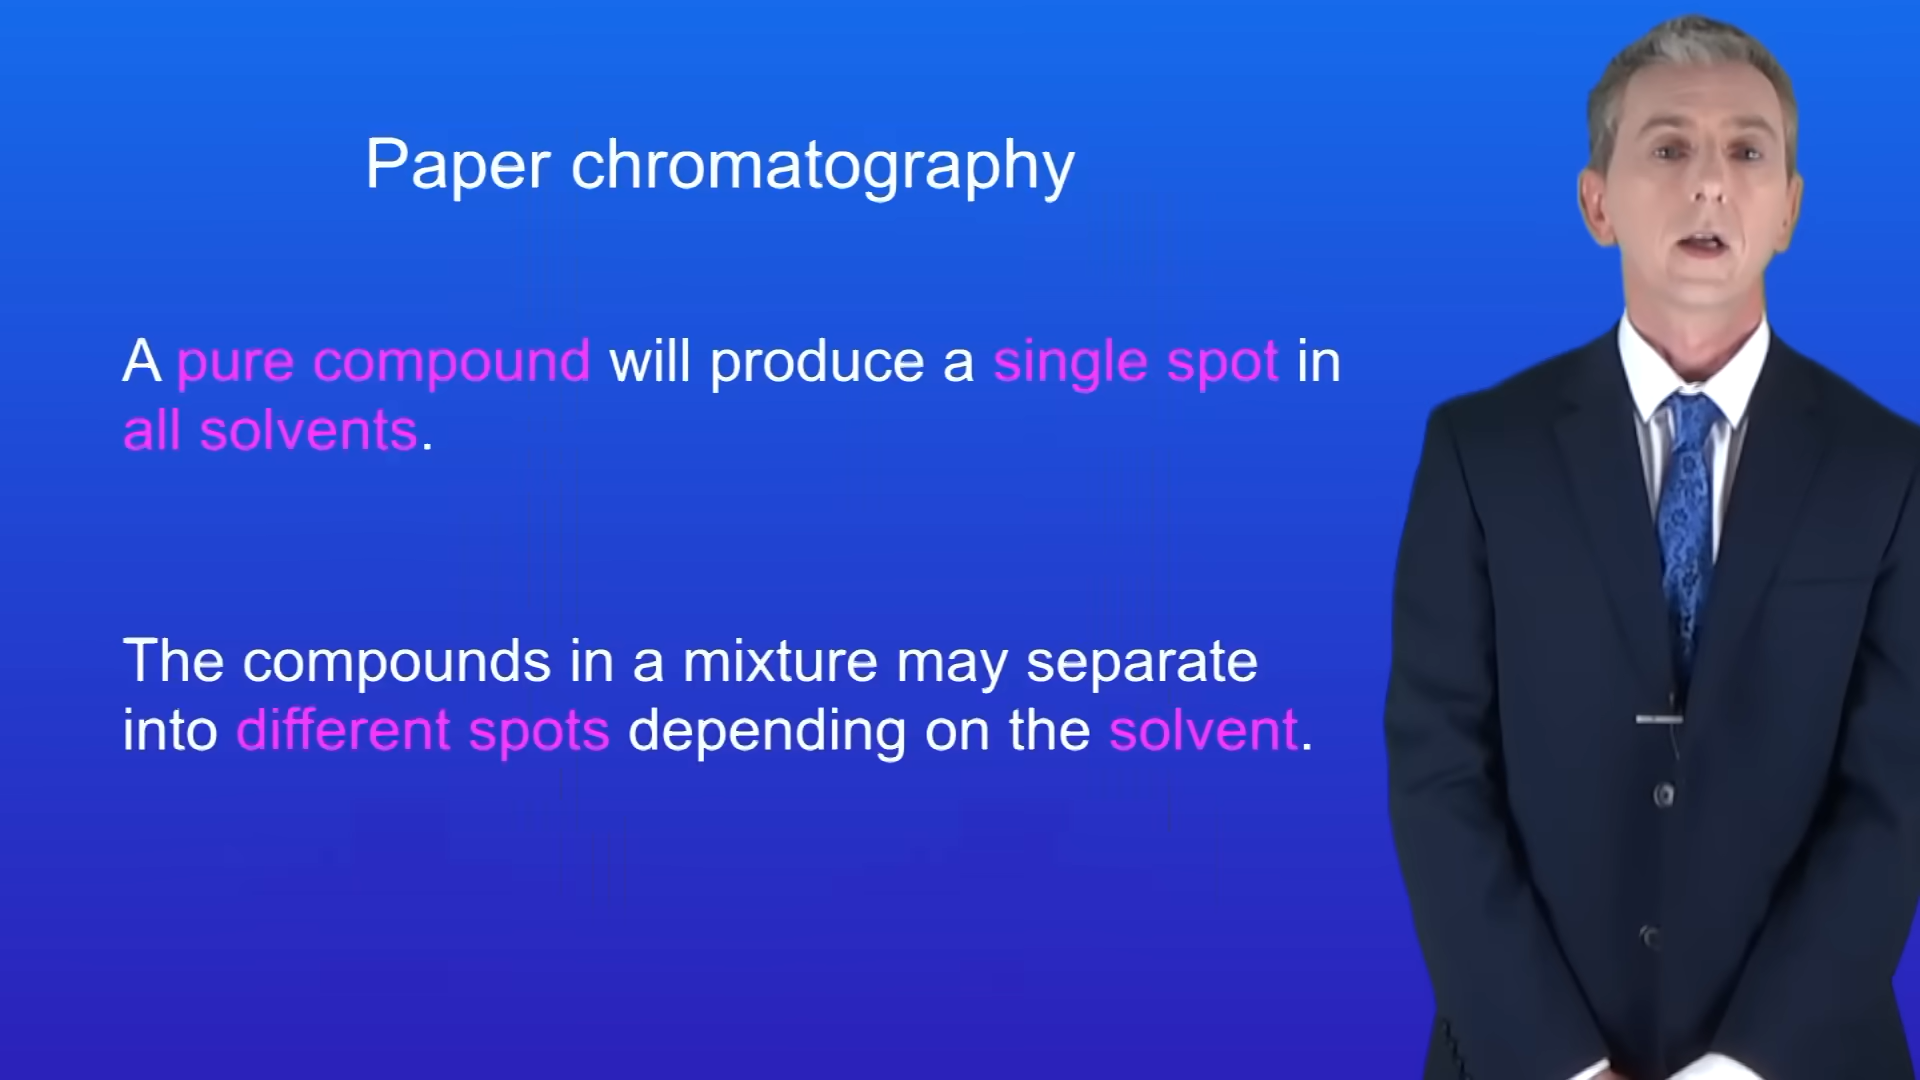 Paper chromatography
A pure compound will produce a single spot in
all solvents.
The compounds in a mixture may separate
into different spots depending on the solvent.